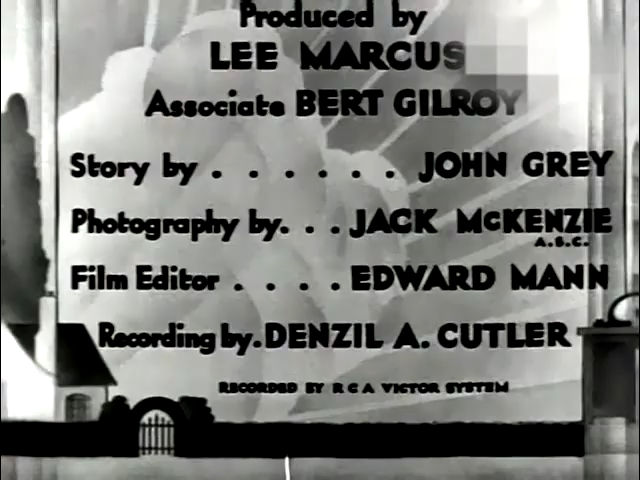 Produced by
LEE MARCUS
Associate BERT GILROY
Story by . . . . . . JOHN GREY
Photography by. . . JACK McKENZIE
A.S.C.
Film Editor . . . . EDWARD MANN
Recording by. DENZIL A. CUTLER
RECORDED BY RCA VICTOR SYSTEM